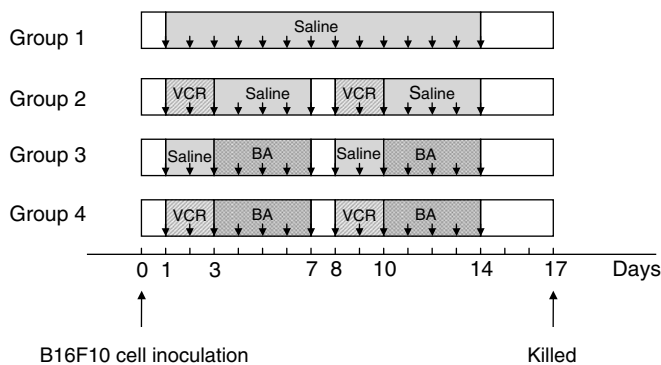 Group 1
Saline
Group 2
VCR Saline VCR Saline
Group 3
Saline BA Saline BA
Group 4
VCR BA VCR BA
0 1 3 7 8 10 14 17 Days
B16F10 cell inoculation Killed